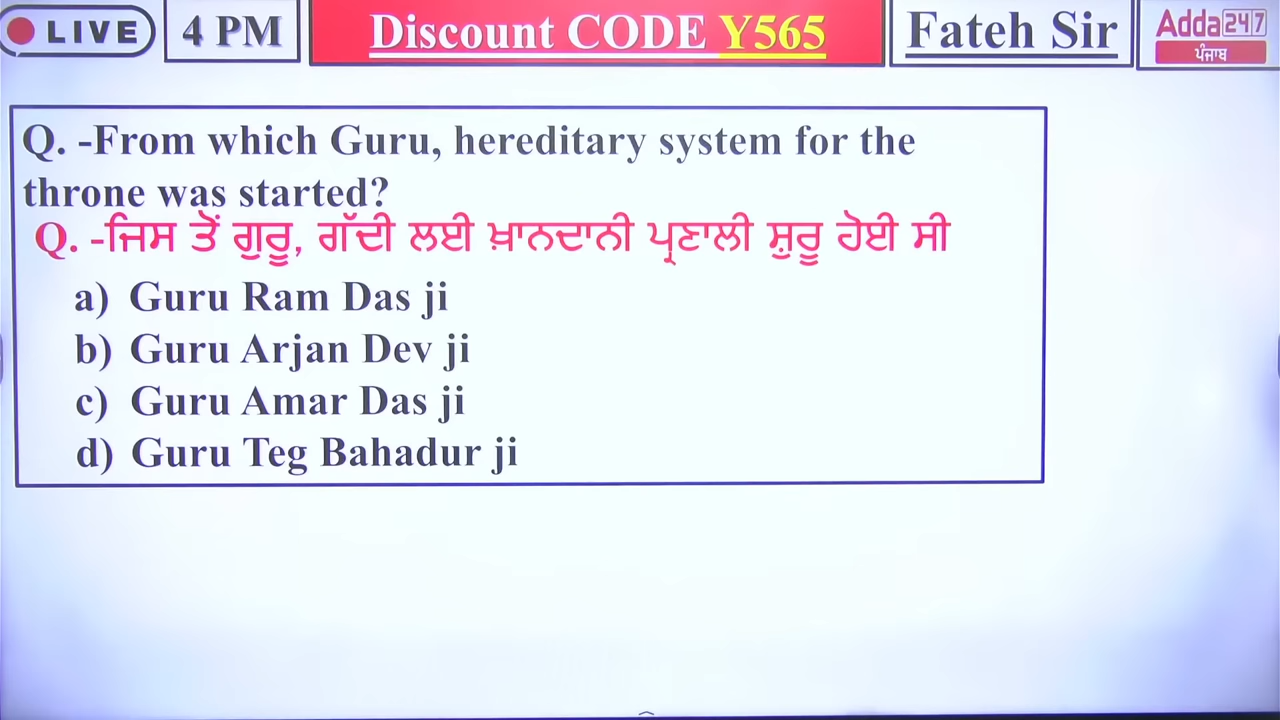 LIVE
4 PM
Discount CODE Y565
Fateh Sir
Adda247
ਪੰਜਾਬ
Q. -From which Guru, hereditary system for the
throne was started?
Q. -ਜਿਸ ਤੋਂ ਗੁਰੂ, ਗੱਦੀ ਲਈ ਖ਼ਾਨਦਾਨੀ ਪ੍ਰਣਾਲੀ ਸ਼ੁਰੂ ਹੋਈ ਸੀ
a) Guru Ram Das ji
b) Guru Arjan Dev ji
c) Guru Amar Das ji
d) Guru Teg Bahadur ji